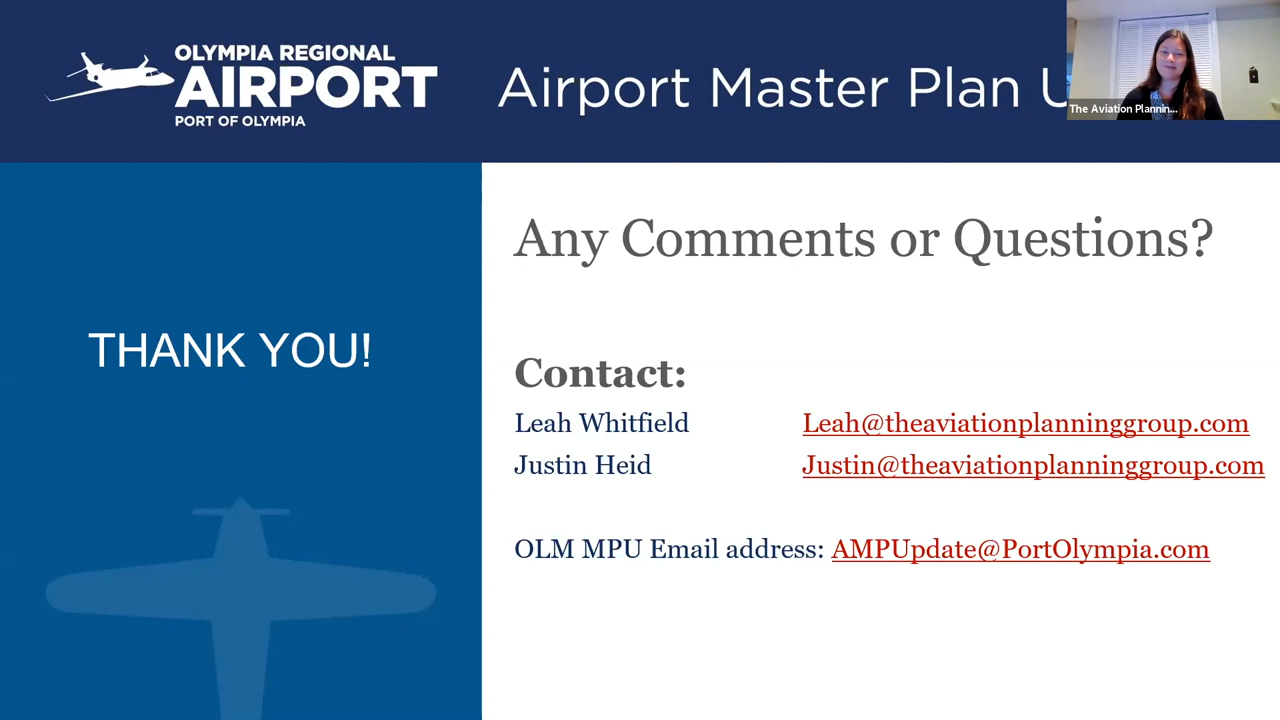 OLYMPIA REGIONAL
AIRPORT
PORT OF OLYMPIA
Airport Master Plan U
The Aviation Plannin...
Any Comments or Questions?
THANK YOU!
Contact:
Leah Whitfield Leah@theaviationplanninggroup.com
Justin Heid Justin@theaviationplanninggroup.com
OLM MPU Email address: AMPUpdate@PortOlympia.com